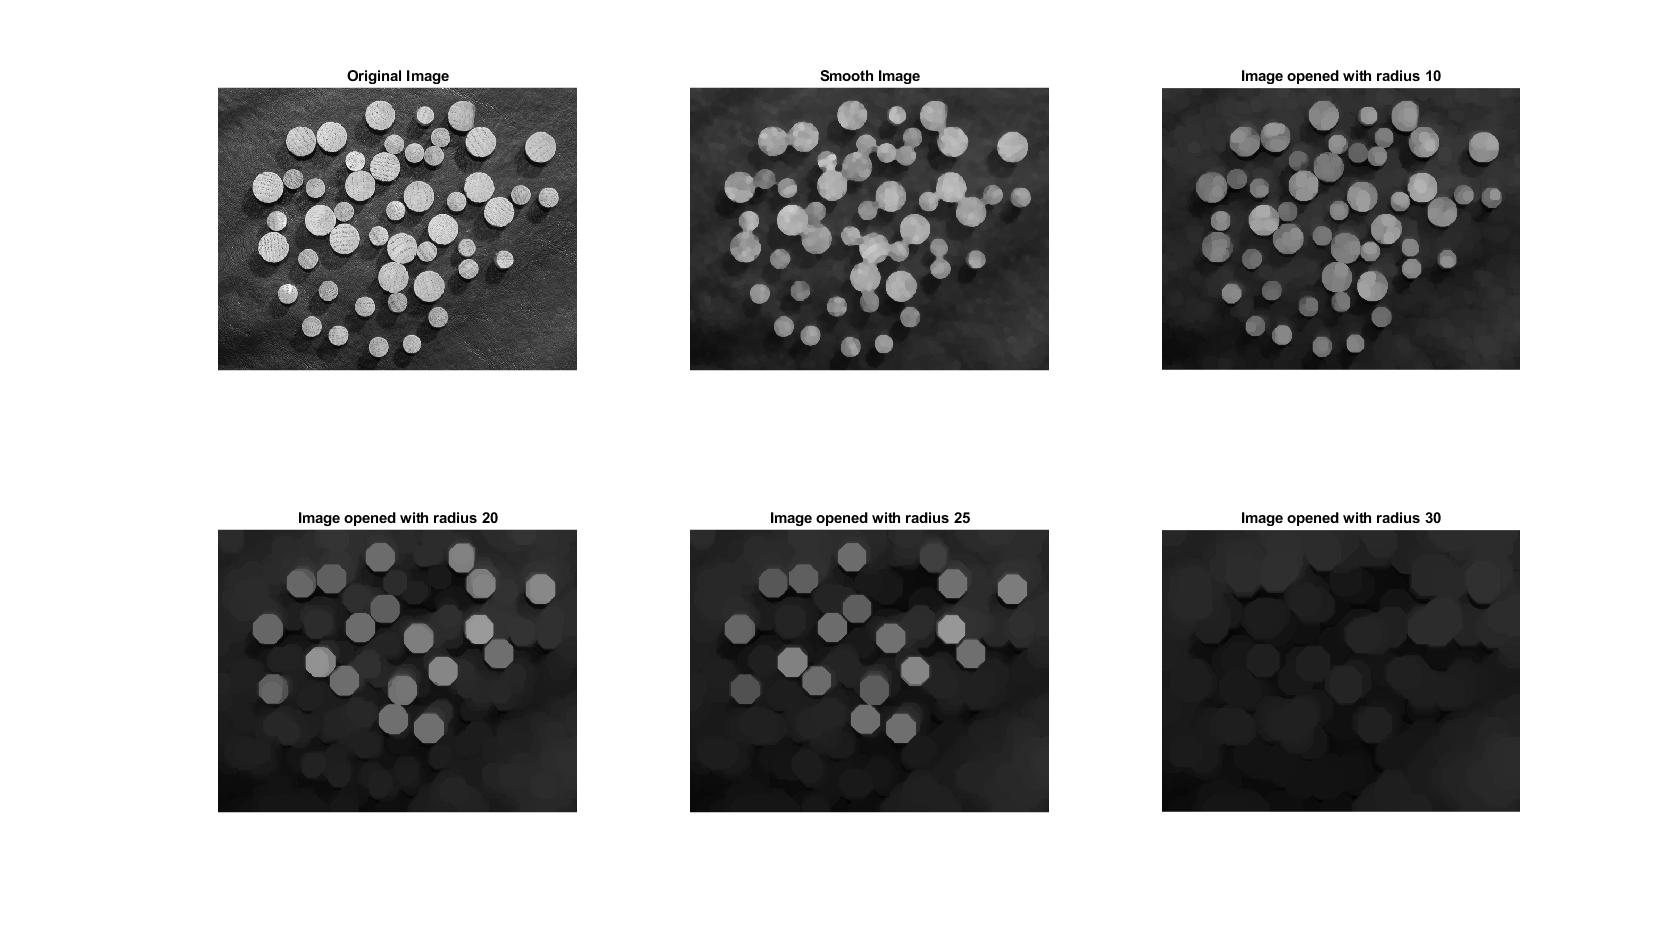 Original Image
Smooth Image
Image opened with radius 10
Image opened with radius 20
Image opened with radius 25
Image opened with radius 30